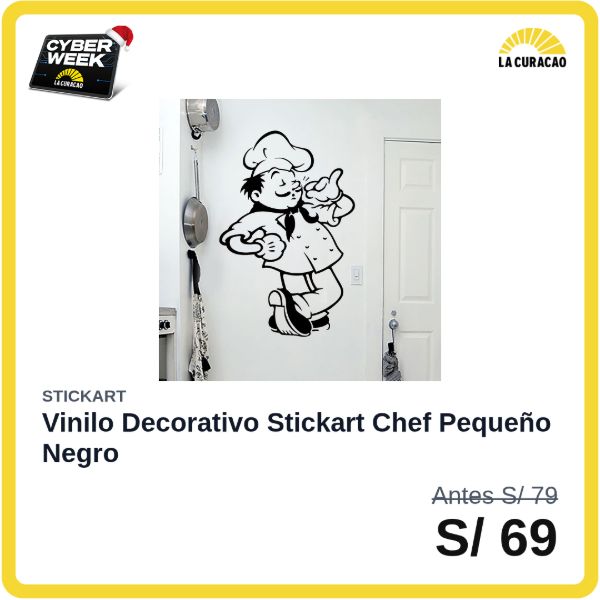 CYBER
WEEK
LA CURACAO
LA CURACAO
STICKART
Vinilo Decorativo Stickart Chef Pequeño
Negro
Antes S/ 79
S/ 69